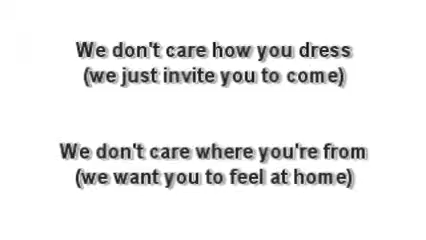 We don't care how you dress
(we just invite you to come)
We don't care where you're from
(we want you to feel at home)